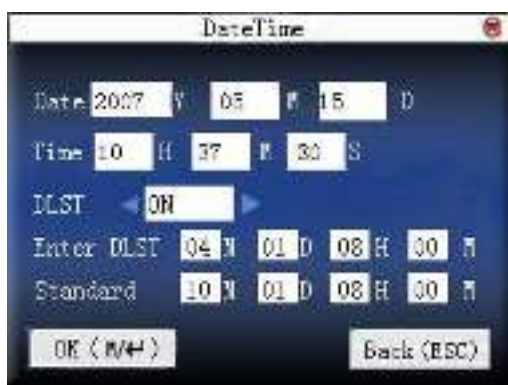 DateTime
Date 2007 Y 05 M 15 D
Time 10 H 37 M 30 S
DLST ON
Enter DLST 04 M 01 D 08 H 00 M
Standard 10 M 01 D 08 H 00 M
OK (M/↵) Back (ESC)